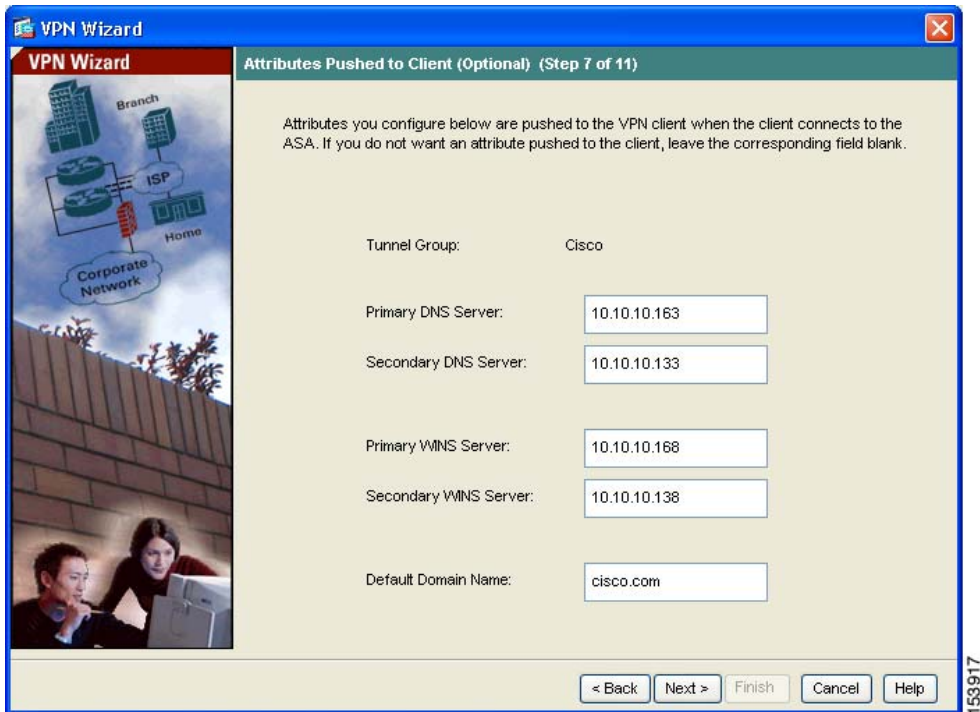 VPN Wizard
VPN Wizard
Branch
ISP
Home
Corporate
Network
Attributes Pushed to Client (Optional) (Step 7 of 11)
Attributes you configure below are pushed to the VPN client when the client connects to the
ASA. If you do not want an attribute pushed to the client, leave the corresponding field blank.
Tunnel Group: Cisco
Primary DNS Server: 10.10.10.163
Secondary DNS Server: 10.10.10.133
Primary WINS Server: 10.10.10.168
Secondary WINS Server: 10.10.10.138
Default Domain Name: cisco.com
< Back Next > Finish Cancel Help
153917